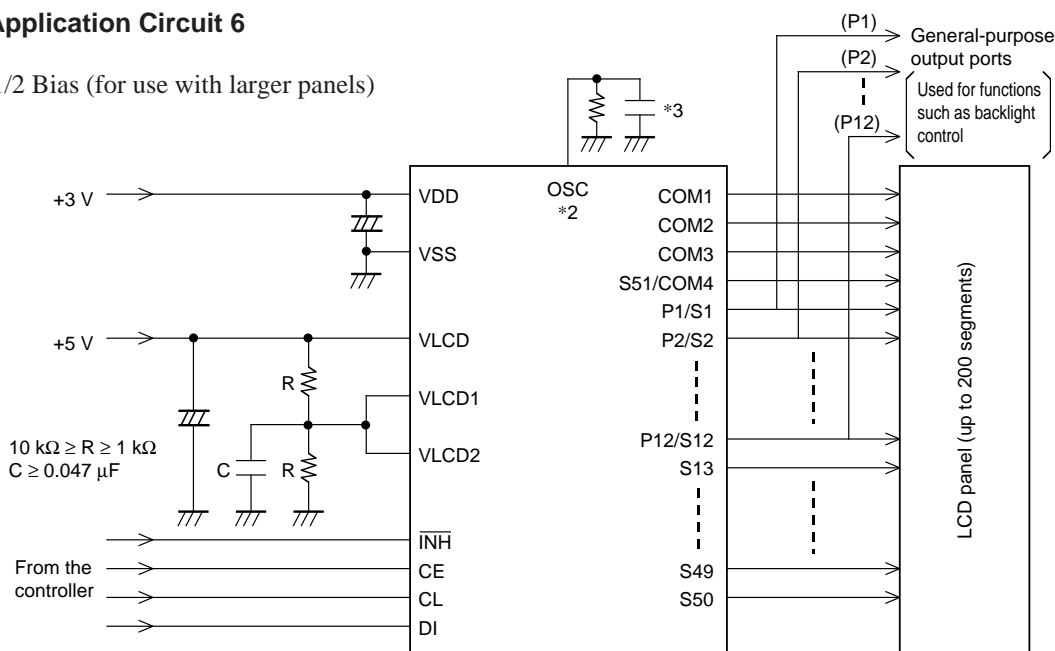 Application Circuit 6
1/2 Bias (for use with larger panels)
(P1)
General-purpose
output ports
(P2)
Used for functions
such as backlight
control
(P12)
*3
+3 V
VDD
OSC
*2
COM1
COM2
VSS
COM3
S51/COM4
P1/S1
+5 V
VLCD
P2/S2
R
VLCD1
10 kΩ ≥ R ≥ 1 kΩ
C ≥ 0.047 μF
C
R
VLCD2
P12/S12
S13
LCD panel (up to 200 segments)
INH
From the
controller
CE
CL
DI
S49
S50